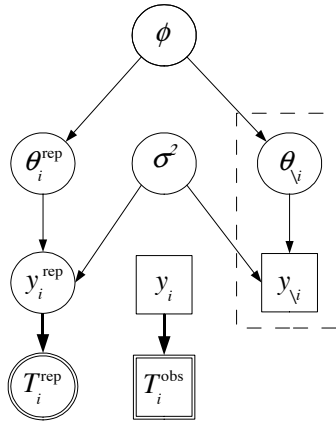 ϕ
θ_i^rep σ² θ_\i
y_i^rep y_i y_\i
T_i^rep T_i^obs